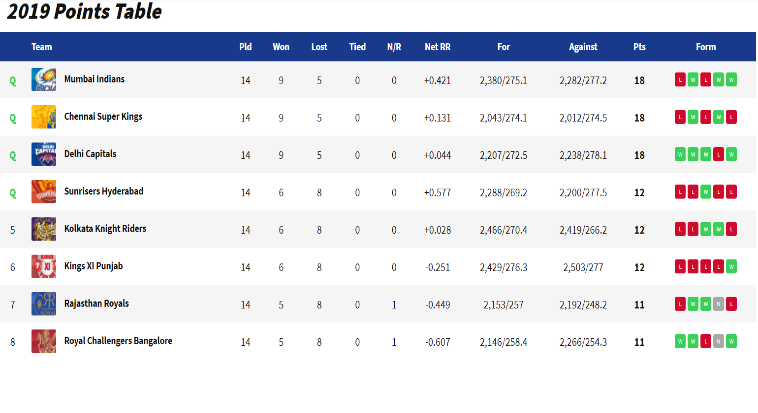 2019 Points Table
Team Pld Won Lost Tied N/R Net RR For Against Pts Form
Q Mumbai Indians 14 9 5 0 0 +0.421 2,380/275.1 2,282/277.2 18 L W L W W
Q Chennai Super Kings 14 9 5 0 0 +0.131 2,043/274.1 2,012/274.5 18 L W L W L
Q Delhi Capitals 14 9 5 0 0 +0.044 2,207/272.5 2,238/278.1 18 W W W L W
Q Sunrisers Hyderabad 14 6 8 0 0 +0.577 2,288/269.2 2,200/277.5 12 L L W L L
5 Kolkata Knight Riders 14 6 8 0 0 +0.028 2,466/270.4 2,419/266.2 12 L L W W L
6 Kings XI Punjab 14 6 8 0 0 -0.251 2,429/276.3 2,503/277 12 L L L L W
7 Rajasthan Royals 14 5 8 0 1 -0.449 2,153/257 2,192/248.2 11 L W W N L
8 Royal Challengers Bangalore 14 5 8 0 1 -0.607 2,146/258.4 2,266/254.3 11 W W L N W